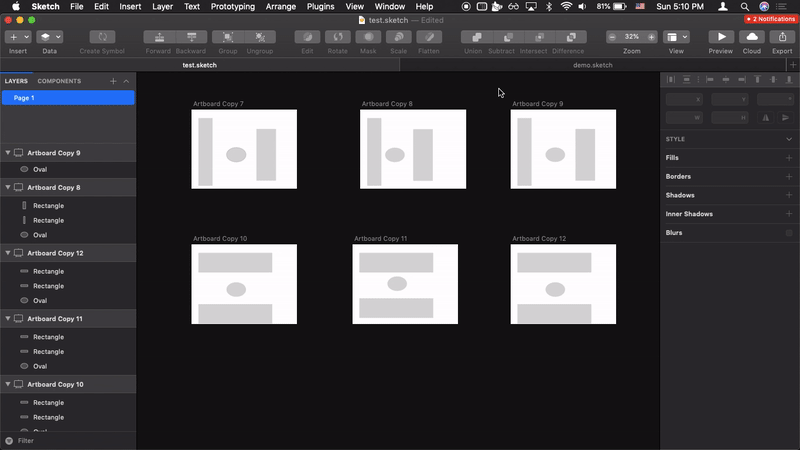 Sketch File Edit Insert Layer Text Prototyping Arrange Plugins View Window Help 81% Sun 5:10 PM
test.sketch — Edited
2 Notifications
Insert Data Create Symbol Forward Backward Group Ungroup Edit Rotate Mask Scale Flatten Union Subtract Intersect Difference 32% Zoom View Preview Cloud Export
test.sketch demo.sketch
LAYERS COMPONENTS
Page 1
Artboard Copy 9
Oval
Artboard Copy 8
Rectangle
Rectangle
Oval
Artboard Copy 12
Rectangle
Rectangle
Oval
Artboard Copy 11
Rectangle
Rectangle
Oval
Artboard Copy 10
Rectangle
Rectangle
Oval
Filter
Artboard Copy 7 Artboard Copy 8 Artboard Copy 9
Artboard Copy 10 Artboard Copy 11 Artboard Copy 12
X Y °
W H
STYLE
Fills
Borders
Shadows
Inner Shadows
Blurs